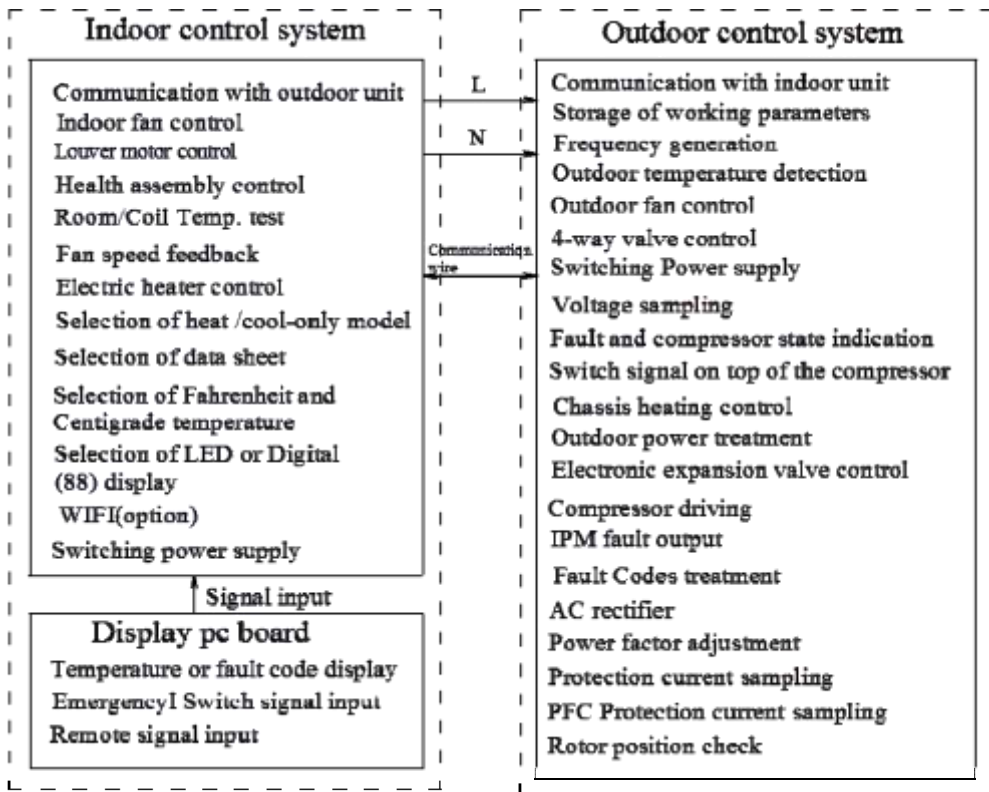 Indoor control system
Communication with outdoor unit
Indoor fan control
Louver motor control
Health assembly control
Room/Coil Temp. test
Fan speed feedback
Electric heater control
Selection of heat /cool-only model
Selection of data sheet
Selection of Fahrenheit and
Centigrade temperature
Selection of LED or Digital
(88) display
WIFI(option)
Switching power supply
Signal input
Display pc board
Temperature or fault code display
EmergencyI Switch signal input
Remote signal input
L
N
Communication
wire
Outdoor control system
Communication with indoor unit
Storage of working parameters
Frequency generation
Outdoor temperature detection
Outdoor fan control
4-way valve control
Switching Power supply
Voltage sampling
Fault and compressor state indication
Switch signal on top of the compressor
Chassis heating control
Outdoor power treatment
Electronic expansion valve control
Compressor driving
IPM fault output
Fault Codes treatment
AC rectifier
Power factor adjustment
Protection current sampling
PFC Protection current sampling
Rotor position check